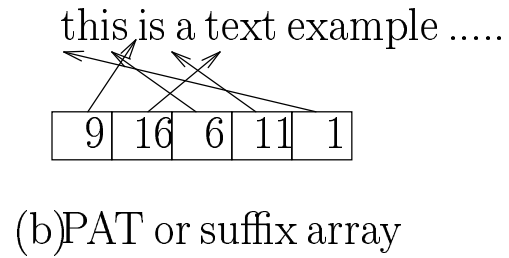 this is a text example .....
9 16 6 11 1
(b)PAT or suffix array